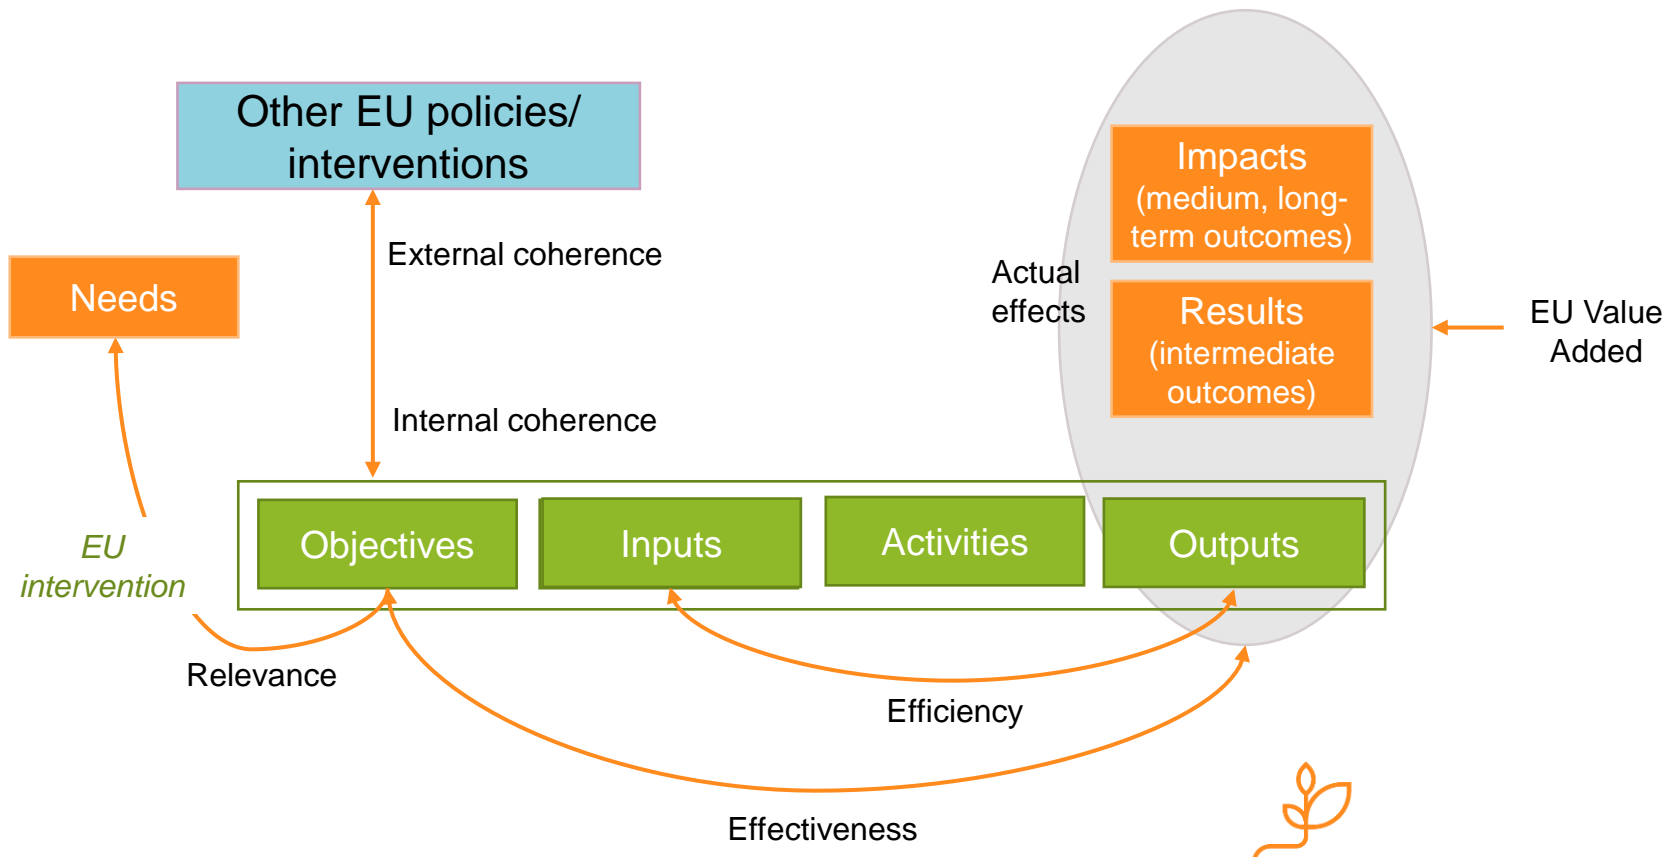 Other EU policies/
interventions
Impacts
(medium, long-
term outcomes)
External coherence
Needs
Actual
effects
Results
(intermediate
outcomes)
EU Value
Added
Internal coherence
EU
intervention
Objectives
Inputs
Activities
Outputs
Relevance
Efficiency
Effectiveness